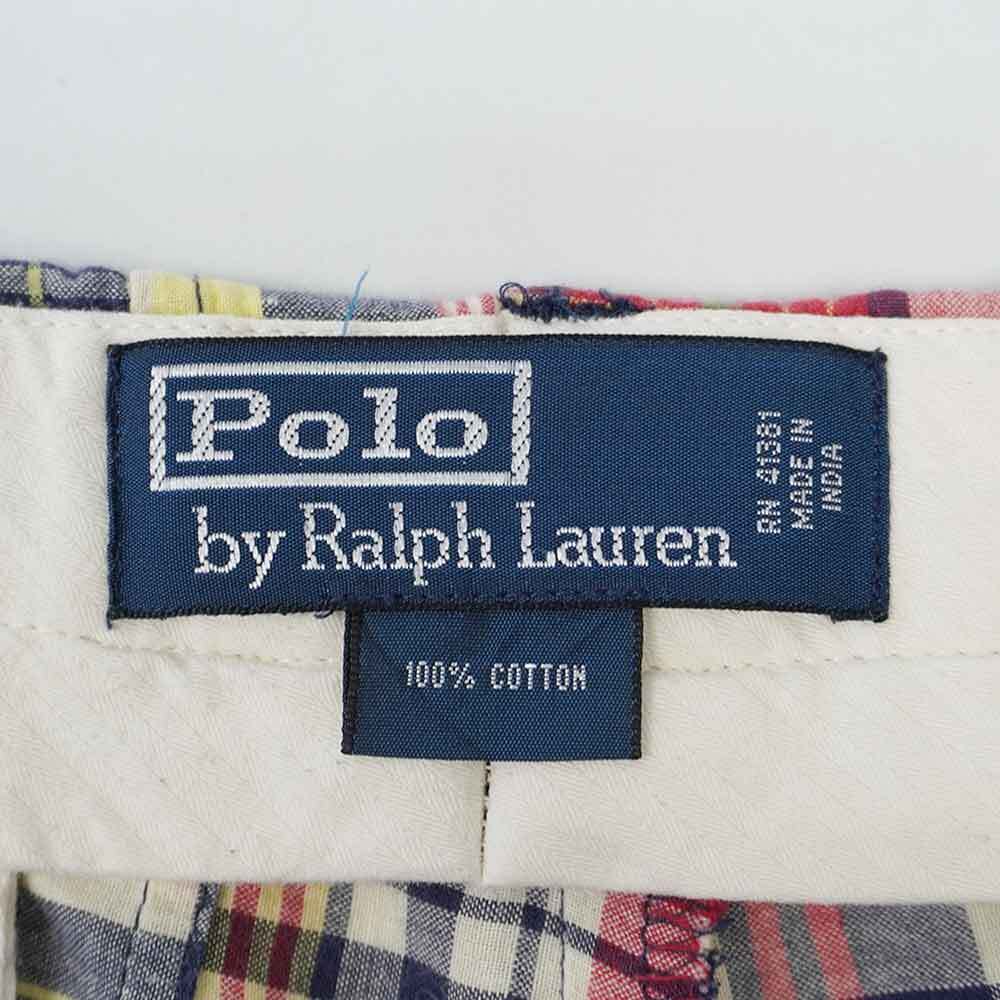 Polo
by Ralph Lauren
RN 41381
MADE IN
INDIA
100% COTTON